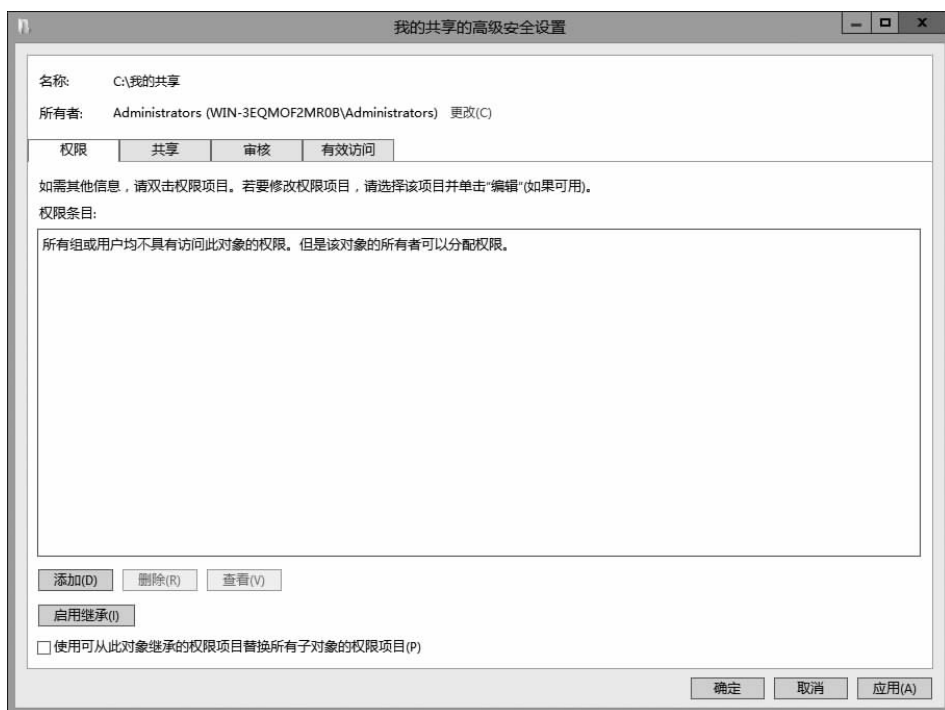 我的共享的高级安全设置
名称: C:\我的共享
所有者: Administrators (WIN-3EQMOF2MR0B\Administrators) 更改(C)
权限 共享 审核 有效访问
如需其他信息，请双击权限项目。若要修改权限项目，请选择该项目并单击"编辑"(如果可用)。
权限条目:
所有组或用户均不具有访问此对象的权限。但是该对象的所有者可以分配权限。
添加(D) 删除(R) 查看(V)
启用继承(I)
使用可从此对象继承的权限项目替换所有子对象的权限项目(P)
确定 取消 应用(A)